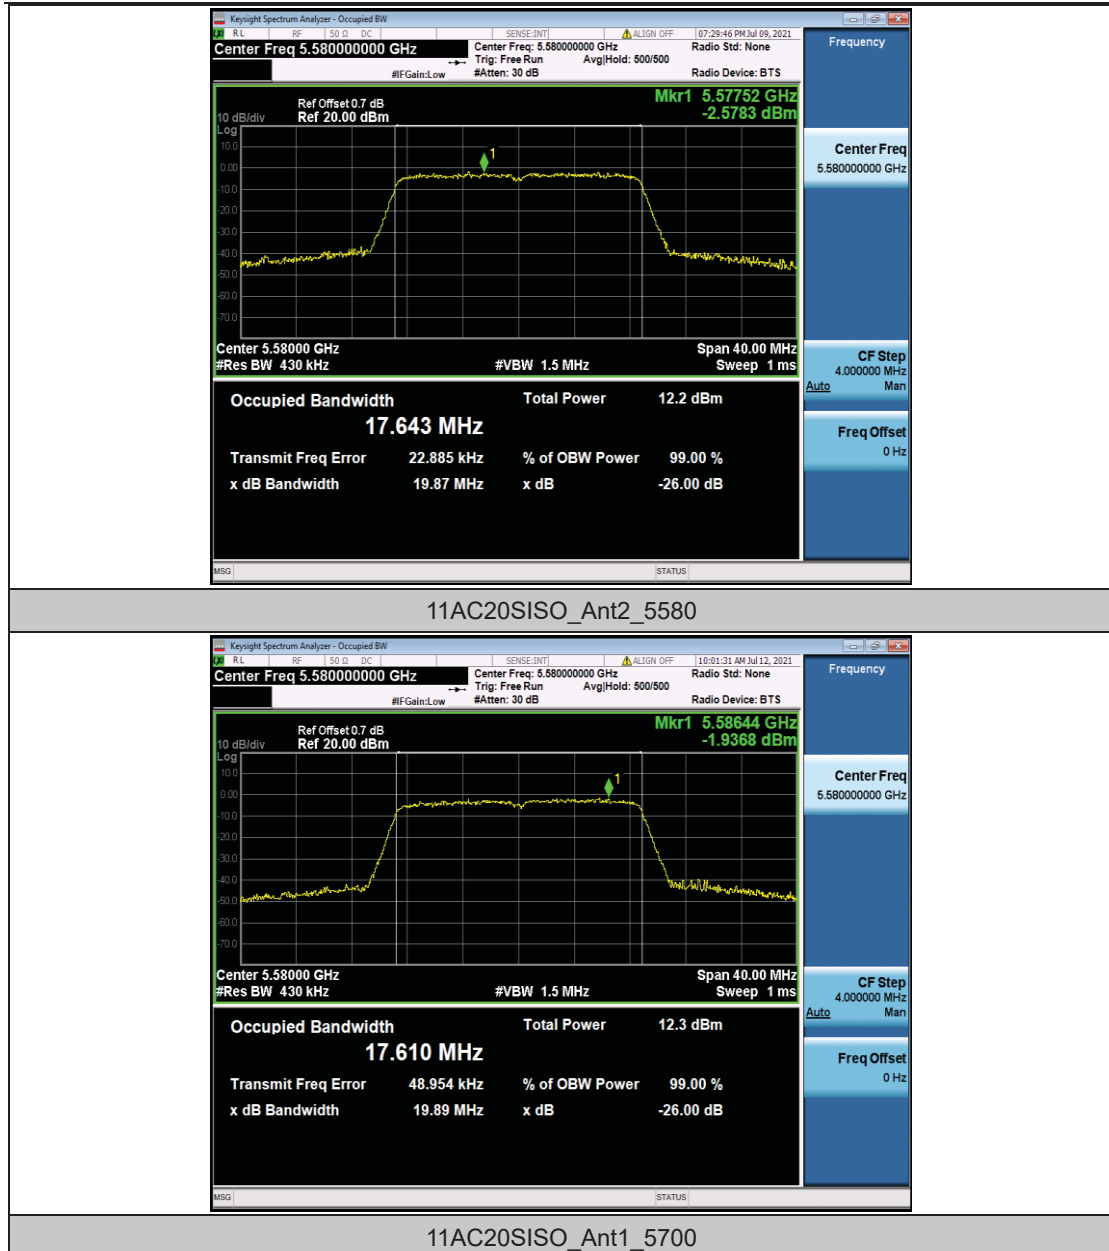 Keysight Spectrum Analyzer - Occupied BW
LXI RL RF 50 Ω DC SENSE:INT ALIGN OFF 07:29:46 PM Jul 09, 2021
Center Freq 5.580000000 GHz Center Freq: 5.580000000 GHz Radio Std: None
Trig: Free Run Avg|Hold: 500/500
#IFGain:Low #Atten: 30 dB Radio Device: BTS
Frequency
Mkr1 5.57752 GHz
-2.5783 dBm
Ref Offset 0.7 dB
10 dB/div Ref 20.00 dBm
Log
10.0
0.00
-10.0
-20.0
-30.0
-40.0
-50.0
-60.0
-70.0
1
Center 5.58000 GHz Span 40.00 MHz
#Res BW 430 kHz #VBW 1.5 MHz Sweep 1 ms
Center Freq
5.580000000 GHz
CF Step
4.000000 MHz
Auto Man
Freq Offset
0 Hz
Occupied Bandwidth Total Power 12.2 dBm
17.643 MHz
Transmit Freq Error 22.885 kHz % of OBW Power 99.00 %
x dB Bandwidth 19.87 MHz x dB -26.00 dB
MSG STATUS
11AC20SISO_Ant2_5580
Keysight Spectrum Analyzer - Occupied BW
LXI RL RF 50 Ω DC SENSE:INT ALIGN OFF 10:01:31 AM Jul 12, 2021
Center Freq 5.580000000 GHz Center Freq: 5.580000000 GHz Radio Std: None
Trig: Free Run Avg|Hold: 500/500
#IFGain:Low #Atten: 30 dB Radio Device: BTS
Frequency
Mkr1 5.58644 GHz
-1.9368 dBm
Ref Offset 0.7 dB
10 dB/div Ref 20.00 dBm
Log
10.0
0.00
-10.0
-20.0
-30.0
-40.0
-50.0
-60.0
-70.0
1
Center 5.58000 GHz Span 40.00 MHz
#Res BW 430 kHz #VBW 1.5 MHz Sweep 1 ms
Center Freq
5.580000000 GHz
CF Step
4.000000 MHz
Auto Man
Freq Offset
0 Hz
Occupied Bandwidth Total Power 12.3 dBm
17.610 MHz
Transmit Freq Error 48.954 kHz % of OBW Power 99.00 %
x dB Bandwidth 19.89 MHz x dB -26.00 dB
MSG STATUS
11AC20SISO_Ant1_5700